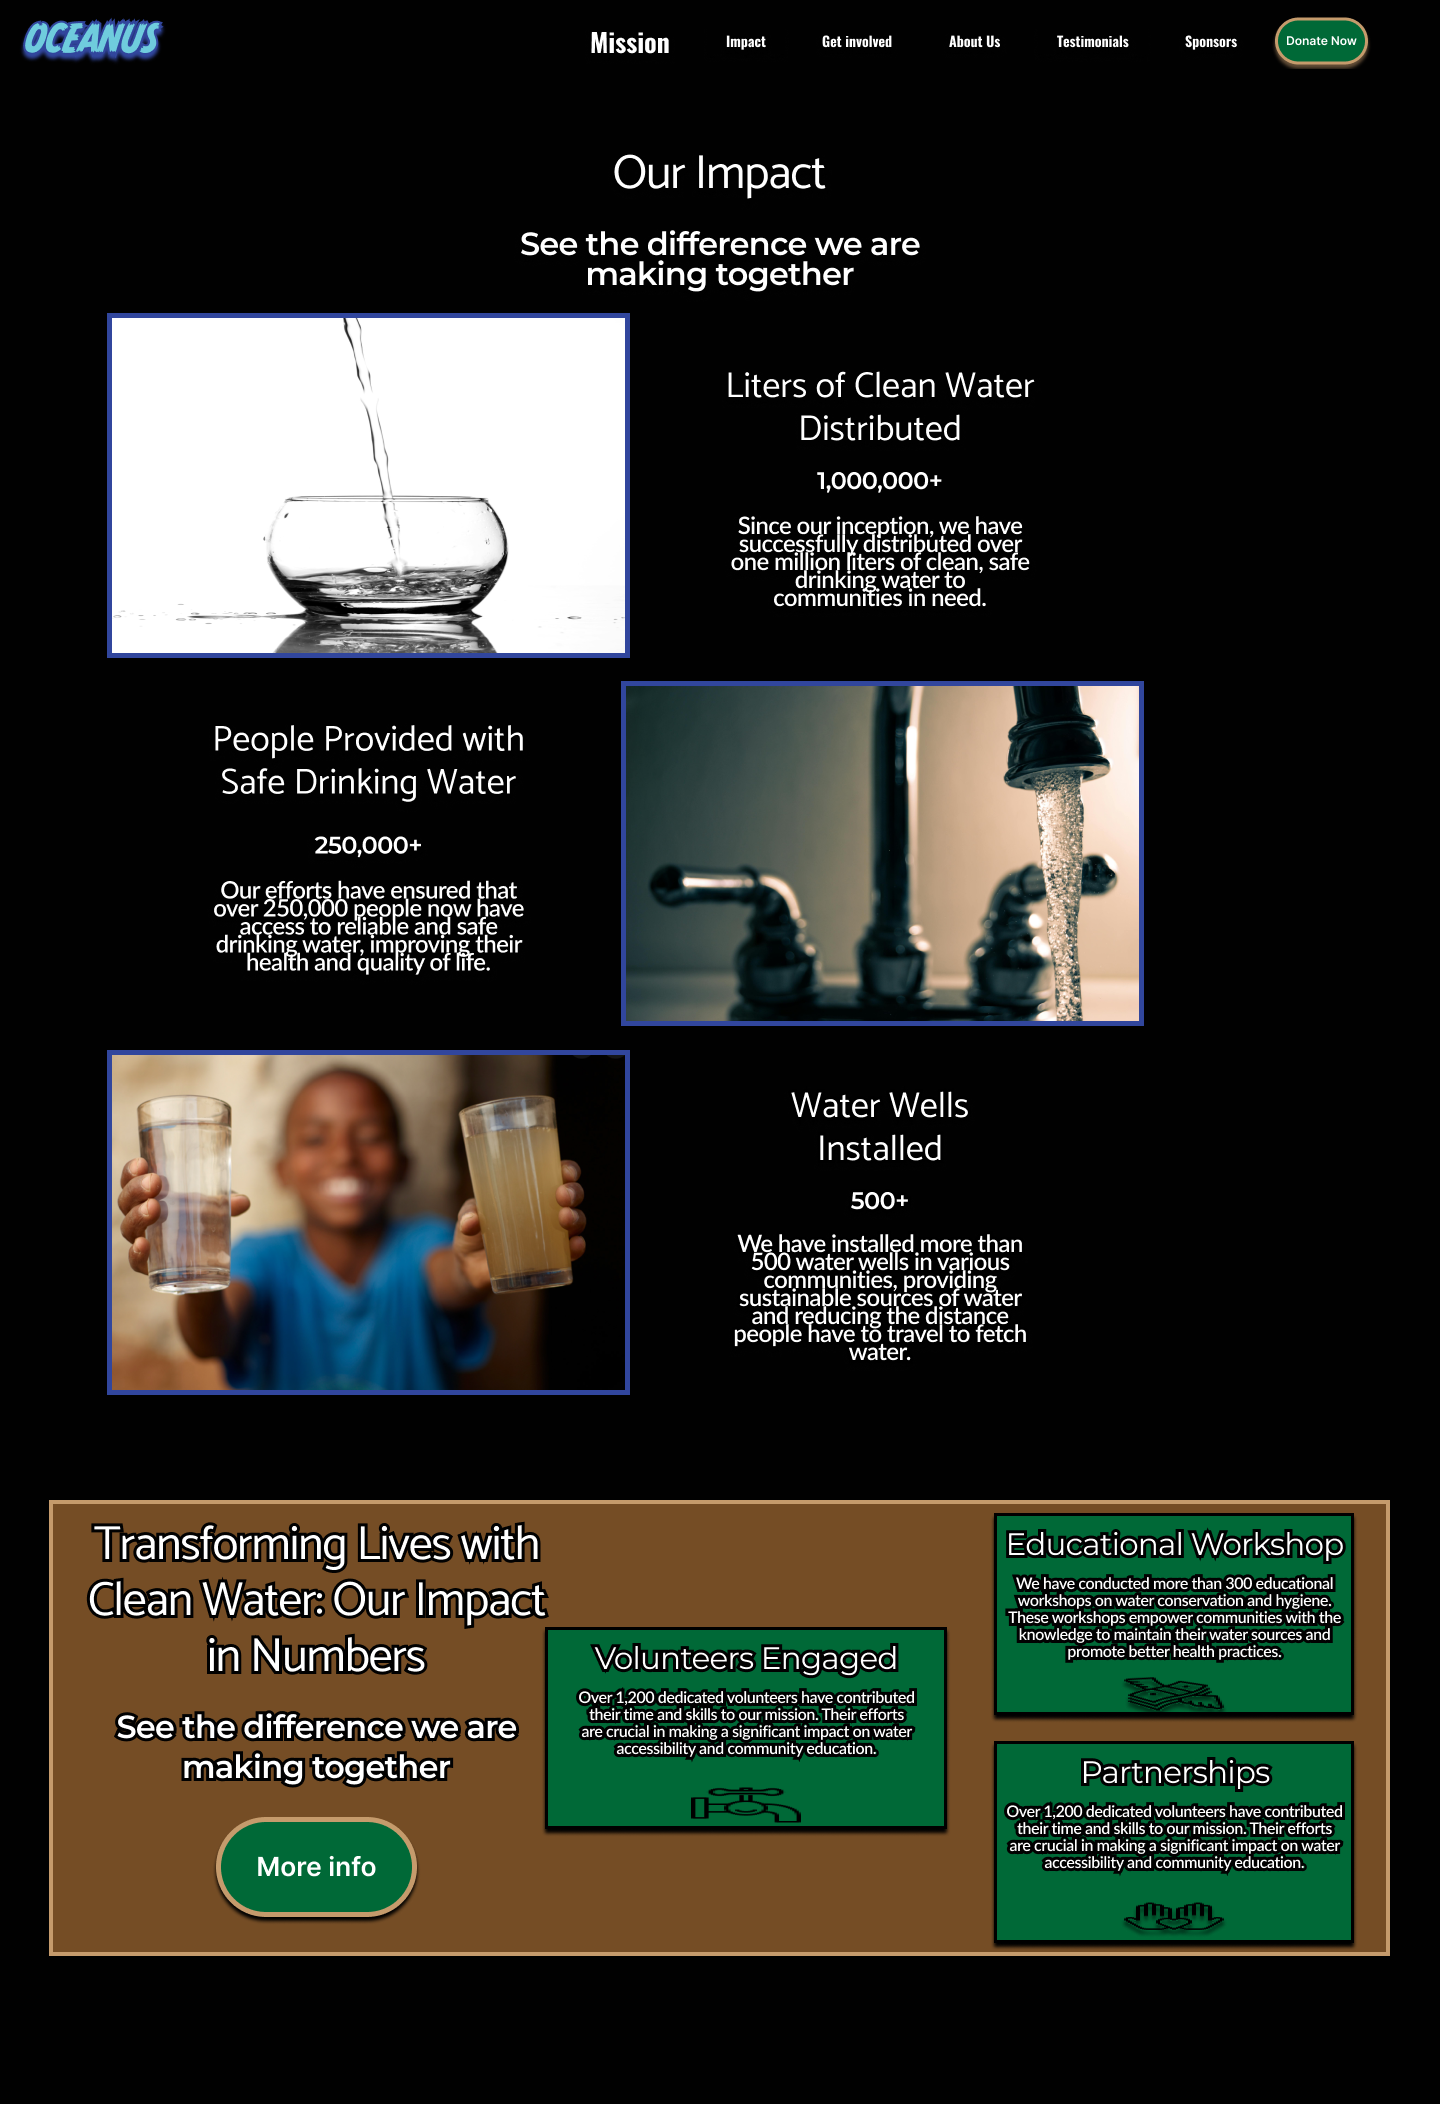 OCEANUS
Mission
Impact
Get involved
About Us
Testimonials
Sponsors
Donate Now
Our Impact
See the difference we are
making together
Liters of Clean Water
Distributed
1,000,000+
Since our inception, we have
successfully distributed over
one million liters of clean, safe
drinking water to
communities in need.
People Provided with
Safe Drinking Water
250,000+
Our efforts have ensured that
over 250,000 people now have
access to reliable and safe
drinking water, improving their
health and quality of life.
Water Wells
Installed
500+
We have installed more than
500 water wells in various
communities, providing
sustainable sources of water
and reducing the distance
people have to travel to fetch
water.
Transforming Lives with
Clean Water: Our Impact
in Numbers
See the difference we are
making together
More info
Volunteers Engaged
Over 1,200 dedicated volunteers have contributed
their time and skills to our mission. Their efforts
are crucial in making a significant impact on water
accessibility and community education.
Educational Workshop
We have conducted more than 300 educational
workshops on water conservation and hygiene.
These workshops empower communities with the
knowledge to maintain their water sources and
promote better health practices.
Partnerships
Over 1,200 dedicated volunteers have contributed
their time and skills to our mission. Their efforts
are crucial in making a significant impact on water
accessibility and community education.